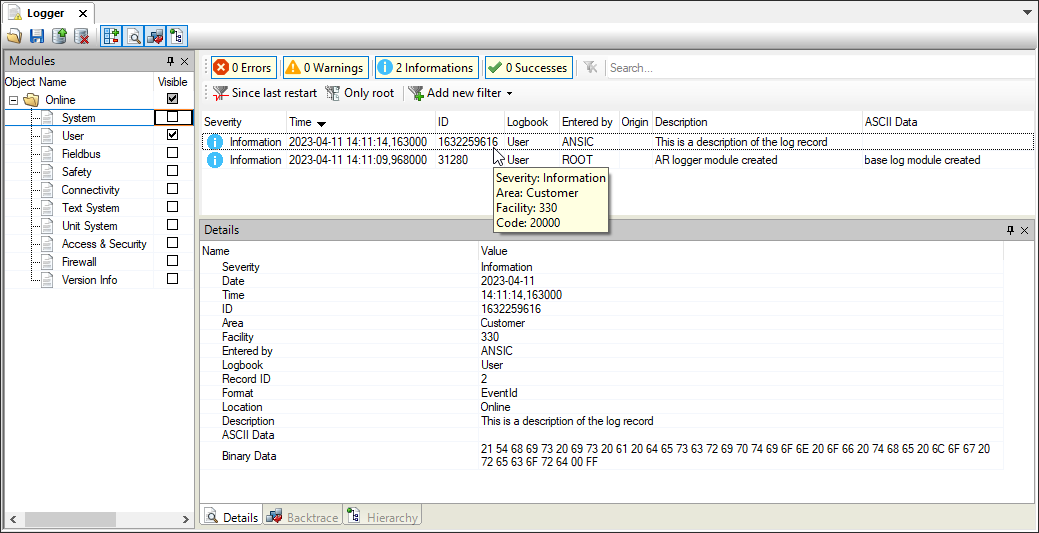 Logger
Modules
Object Name Visible
Online
System
User
Fieldbus
Safety
Connectivity
Text System
Unit System
Access & Security
Firewall
Version Info
0 Errors 0 Warnings 2 Informations 0 Successes Search...
Since last restart Only root Add new filter
Severity Time ID Logbook Entered by Origin Description ASCII Data
Information 2023-04-11 14:11:14,163000 1632259616 User ANSIC This is a description of the log record
Information 2023-04-11 14:11:09,968000 31280 User ROOT AR logger module created base log module created
Severity: Information
Area: Customer
Facility: 330
Code: 20000
Details
Name Value
Severity Information
Date 2023-04-11
Time 14:11:14,163000
ID 1632259616
Area Customer
Facility 330
Entered by ANSIC
Logbook User
Record ID 2
Format EventId
Location Online
Description This is a description of the log record
ASCII Data
Binary Data 21 54 68 69 73 20 69 73 20 61 20 64 65 73 63 72 69 70 74 69 6F 6E 20 6F 66 20 74 68 65 20 6C 6F 67 20
72 65 63 6F 72 64 00 FF
Details Backtrace Hierarchy